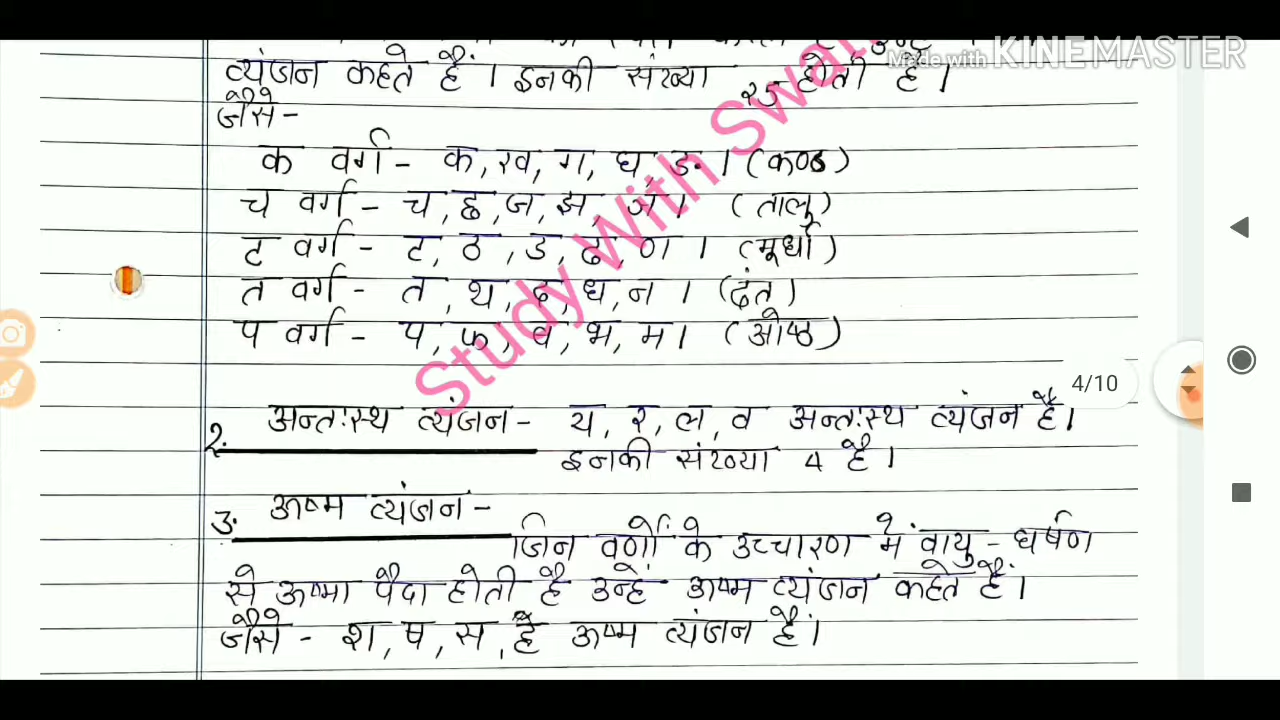 Made with KINEMASTER
व्यंजन कहते हैं। इनकी संख्या २५ होती है।
जैसे -
क वर्ग - क, ख, ग, घ, ङ। (कण्ठ)
च वर्ग - च, छ, ज, झ, ञ। (तालू)
ट वर्ग - ट, ठ, ड, ढ, ण। (मूर्धा)
त वर्ग - त, थ, द, ध, न। (दंत)
प वर्ग - प, फ, ब, भ, म। (ओष्ठ)
Study With Swa
4/10
2. अन्तःस्थ व्यंजन - य, र, ल, व अन्तःस्थ व्यंजन है।
इनकी संख्या 4 है।
3. ऊष्म व्यंजन -
जिन वर्णों के उच्चारण में वायु - घर्षण
से ऊष्मा पैदा होती है उन्हें ऊष्म व्यंजन कहते हैं।
जैसे - श, ष, स, ह ऊष्म व्यंजन हैं।